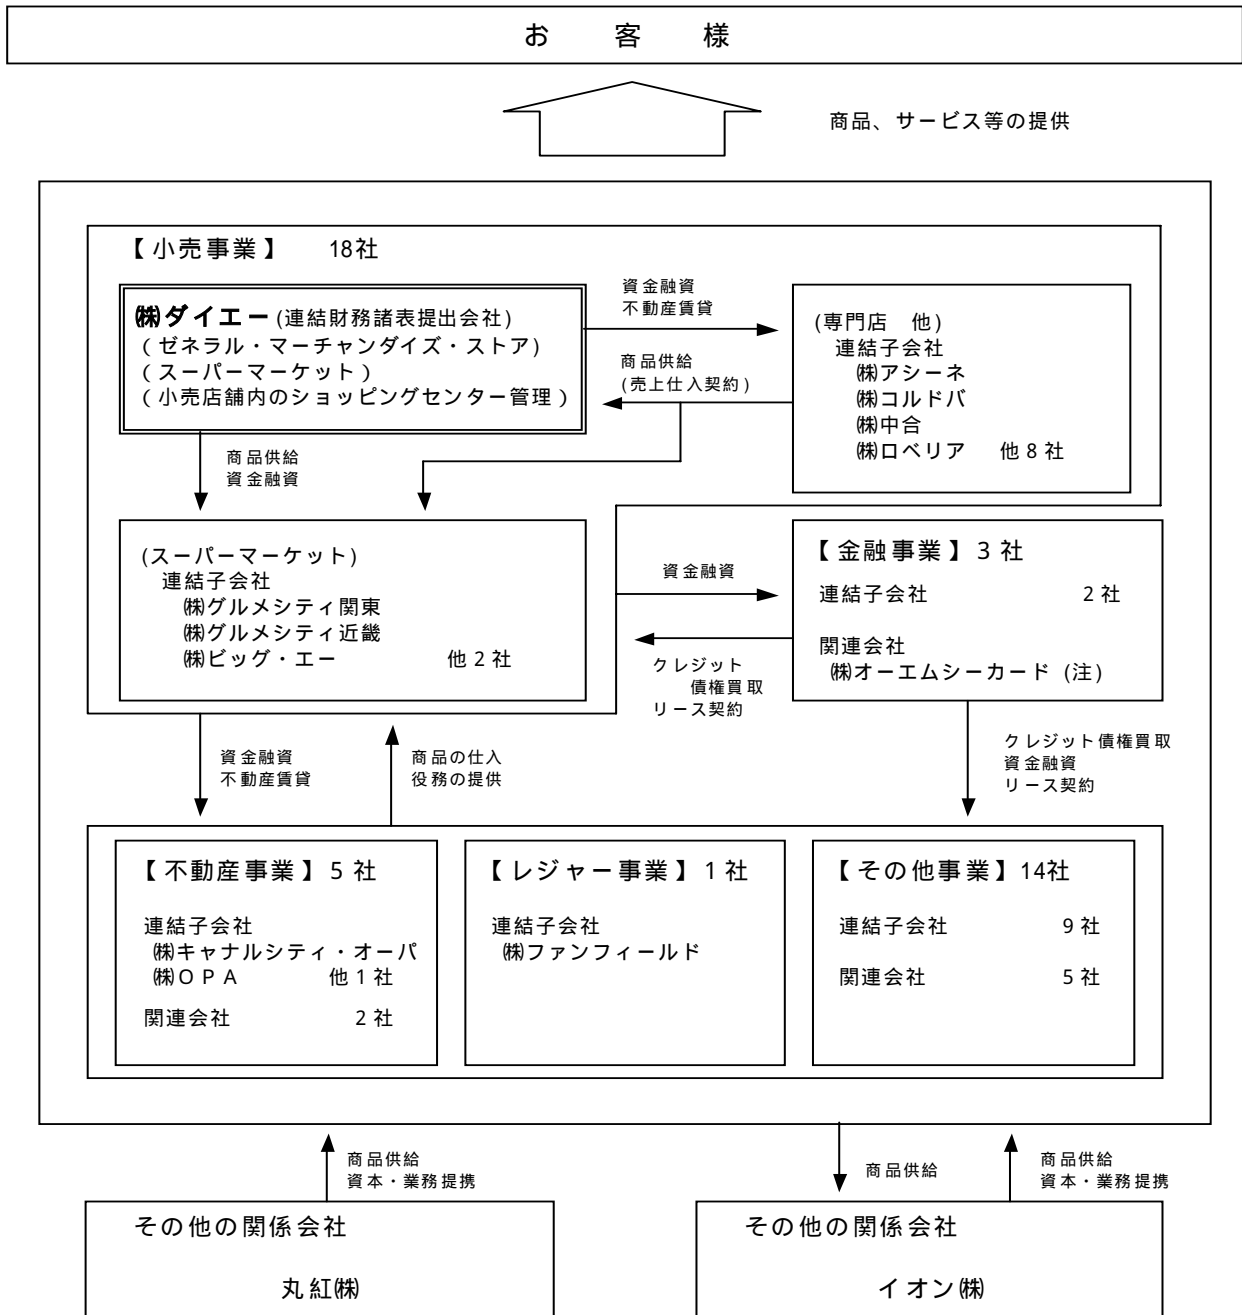 お 客 様
商品、サービス等の提供
【小売事業】 18社
㈱ダイエー(連結財務諸表提出会社)
(ゼネラル・マーチャンダイズ・ストア)
(スーパーマーケット)
(小売店舗内のショッピングセンター管理)
資金融資
不動産賃貸
商品供給
(売上仕入契約)
(専門店 他)
連結子会社
㈱アシーネ
㈱コルドバ
㈱中合
㈱ロベリア 他8社
商品供給
資金融資
(スーパーマーケット)
連結子会社
㈱グルメシティ関東
㈱グルメシティ近畿
㈱ビッグ・エー 他2社
資金融資
クレジット
債権買取
リース契約
【金融事業】3社
連結子会社 2社
関連会社
㈱オーエムシーカード (注)
資金融資
不動産賃貸
商品の仕入
役務の提供
クレジット債権買取
資金融資
リース契約
【不動産事業】5社
連結子会社
㈱キャナルシティ・オーパ
㈱OPA 他1社
関連会社 2社
【レジャー事業】1社
連結子会社
㈱ファンフィールド
【その他事業】14社
連結子会社 9社
関連会社 5社
商品供給
資本・業務提携
商品供給
商品供給
資本・業務提携
その他の関係会社
丸紅㈱
その他の関係会社
イオン㈱